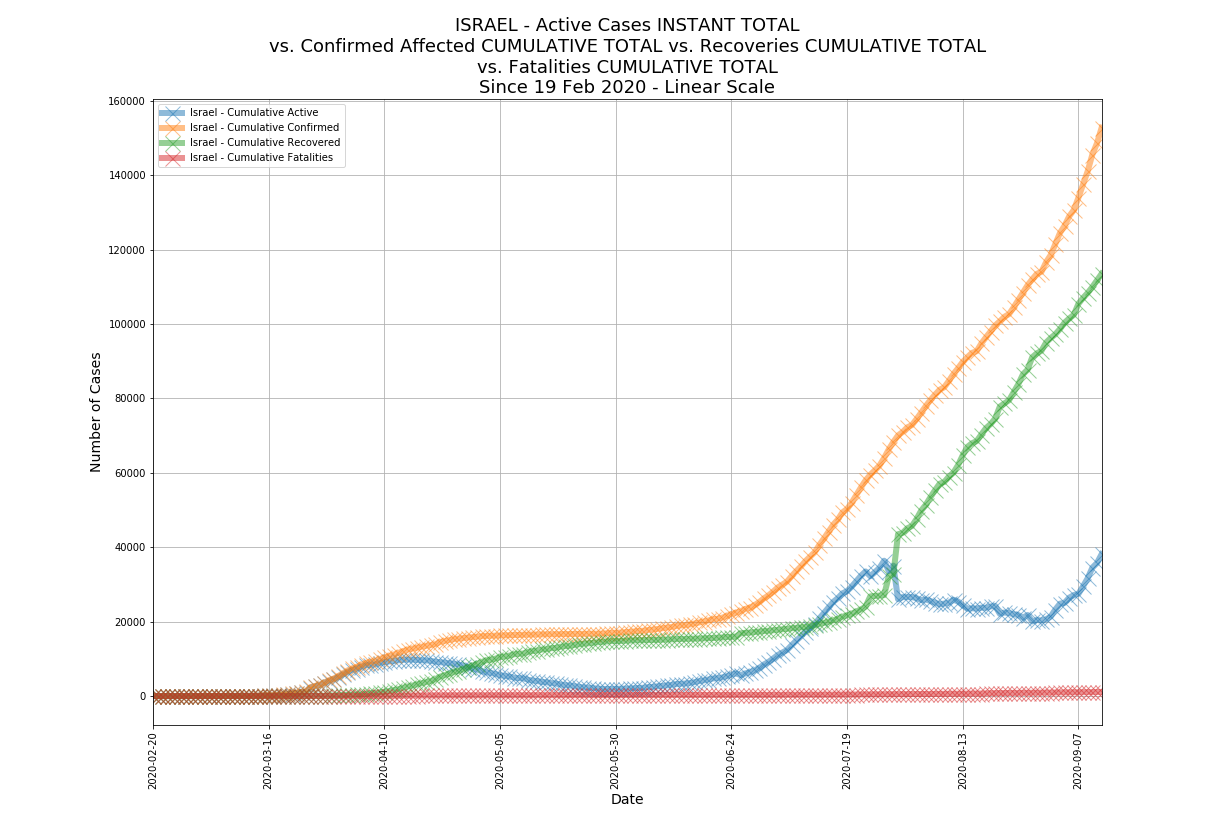 ISRAEL - Active Cases INSTANT TOTAL
vs. Confirmed Affected CUMULATIVE TOTAL vs. Recoveries CUMULATIVE TOTAL
vs. Fatalities CUMULATIVE TOTAL
Since 19 Feb 2020 - Linear Scale
Israel - Cumulative Active
Israel - Cumulative Confirmed
Israel - Cumulative Recovered
Israel - Cumulative Fatalities
Number of Cases
160000
140000
120000
100000
80000
60000
40000
20000
0
2020-02-20
2020-03-16
2020-04-10
2020-05-05
2020-05-30
2020-06-24
2020-07-19
2020-08-13
2020-09-07
Date